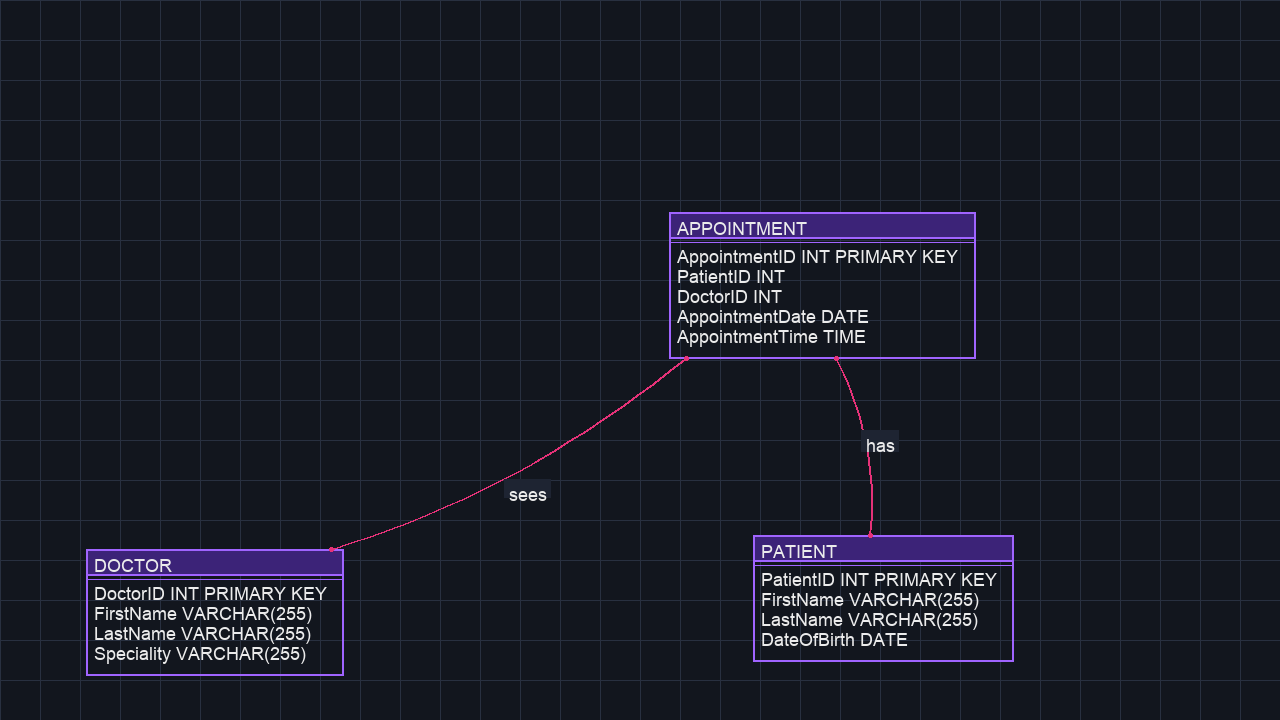 APPOINTMENT
AppointmentID INT PRIMARY KEY
PatientID INT
DoctorID INT
AppointmentDate DATE
AppointmentTime TIME
has
sees
DOCTOR
DoctorID INT PRIMARY KEY
FirstName VARCHAR(255)
LastName VARCHAR(255)
Speciality VARCHAR(255)
PATIENT
PatientID INT PRIMARY KEY
FirstName VARCHAR(255)
LastName VARCHAR(255)
DateOfBirth DATE